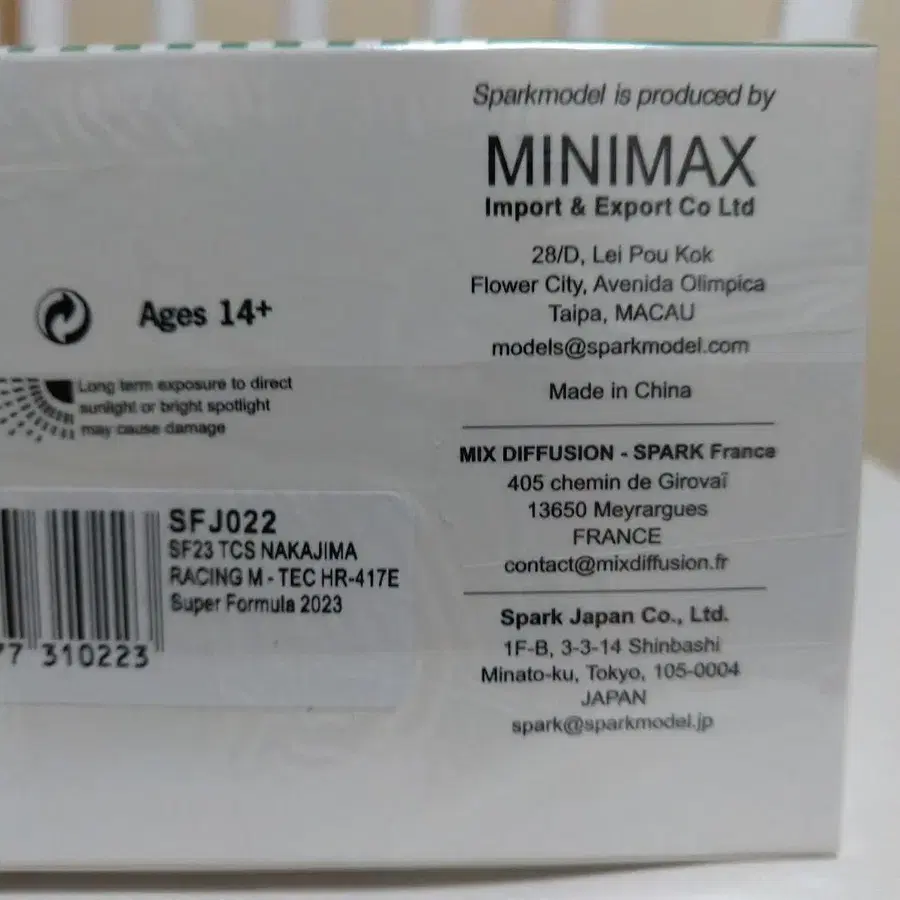 Sparkmodel is produced by
MINIMAX
Import & Export Co Ltd
28/D, Lei Pou Kok
Flower City, Avenida Olimpica
Taipa, MACAU
models@sparkmodel.com
Made in China
MIX DIFFUSION - SPARK France
405 chemin de Girovaï
13650 Meyrargues
FRANCE
contact@mixdiffusion.fr
Spark Japan Co., Ltd.
1F-B, 3-3-14 Shinbashi
Minato-ku, Tokyo, 105-0004
JAPAN
spark@sparkmodel.jp
Ages 14+
Long term exposure to direct
sunlight or bright spotlight
may cause damage
SFJ022
SF23 TCS NAKAJIMA
RACING M - TEC HR-417E
Super Formula 2023
7 310223